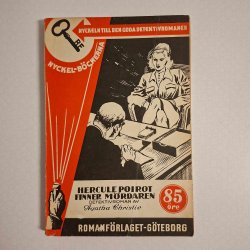 NYCKELN TILL DEN GODA DETEKTIVROMANEN
NYCKEL-BÖCKERNA
HERCULE POIROT
FINNER MÖRDAREN
DETEKTIVROMAN AV
Agatha Christie
85
öre
ROMANFÖRLAGET-GÖTEBORG